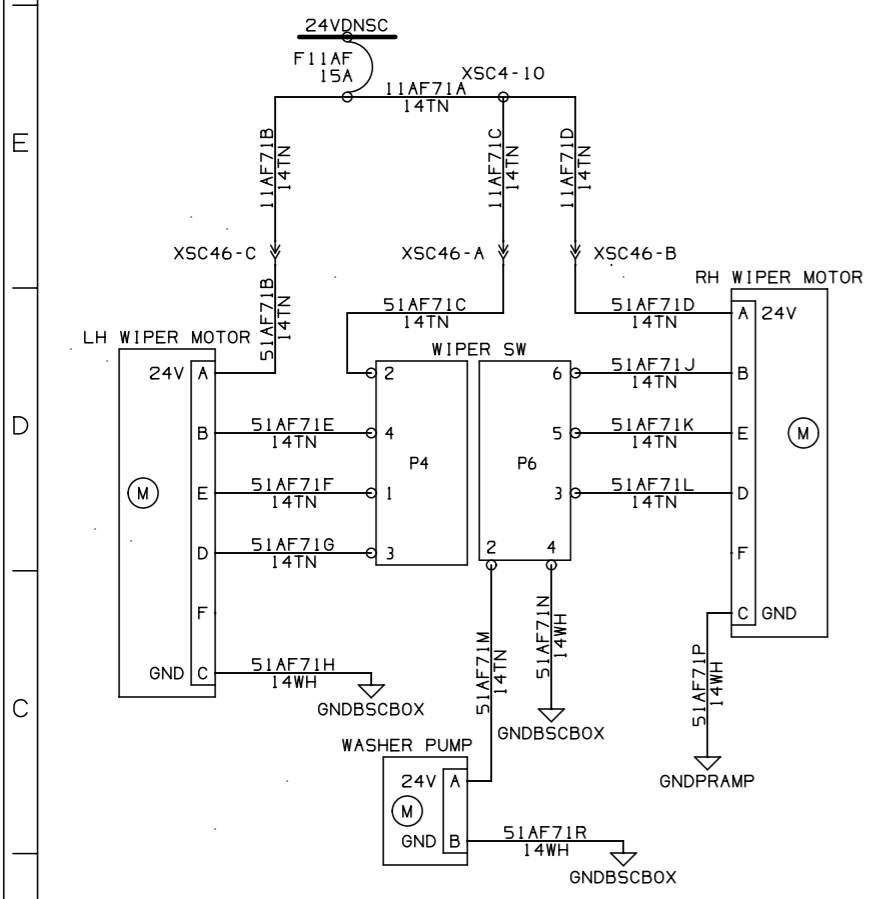 24VDNSC
F11AF
15A
XSC4-10
11AF71A
14TN
E
11AF71B
14TN
11AF71C
14TN
11AF71D
14TN
XSC46-C
XSC46-A
XSC46-B
RH WIPER MOTOR
51AF71B
14TN
51AF71C
14TN
51AF71D
14TN
A 24V
LH WIPER MOTOR
WIPER SW
24V A
2
6
51AF71J
14TN
B
D
B
51AF71E
14TN
4
P4
P6
5
51AF71K
14TN
E
M
M
E
51AF71F
14TN
1
3
51AF71L
14TN
D
D
51AF71G
14TN
3
2
4
F
F
51AF71M
14TN
51AF71N
14WH
C GND
51AF71P
14WH
GND C
51AF71H
14WH
C
GNDBSCBOX
GNDBSCBOX
WASHER PUMP
GNDPRAMP
24V A
M
GND B
51AF71R
14WH
GNDBSCBOX